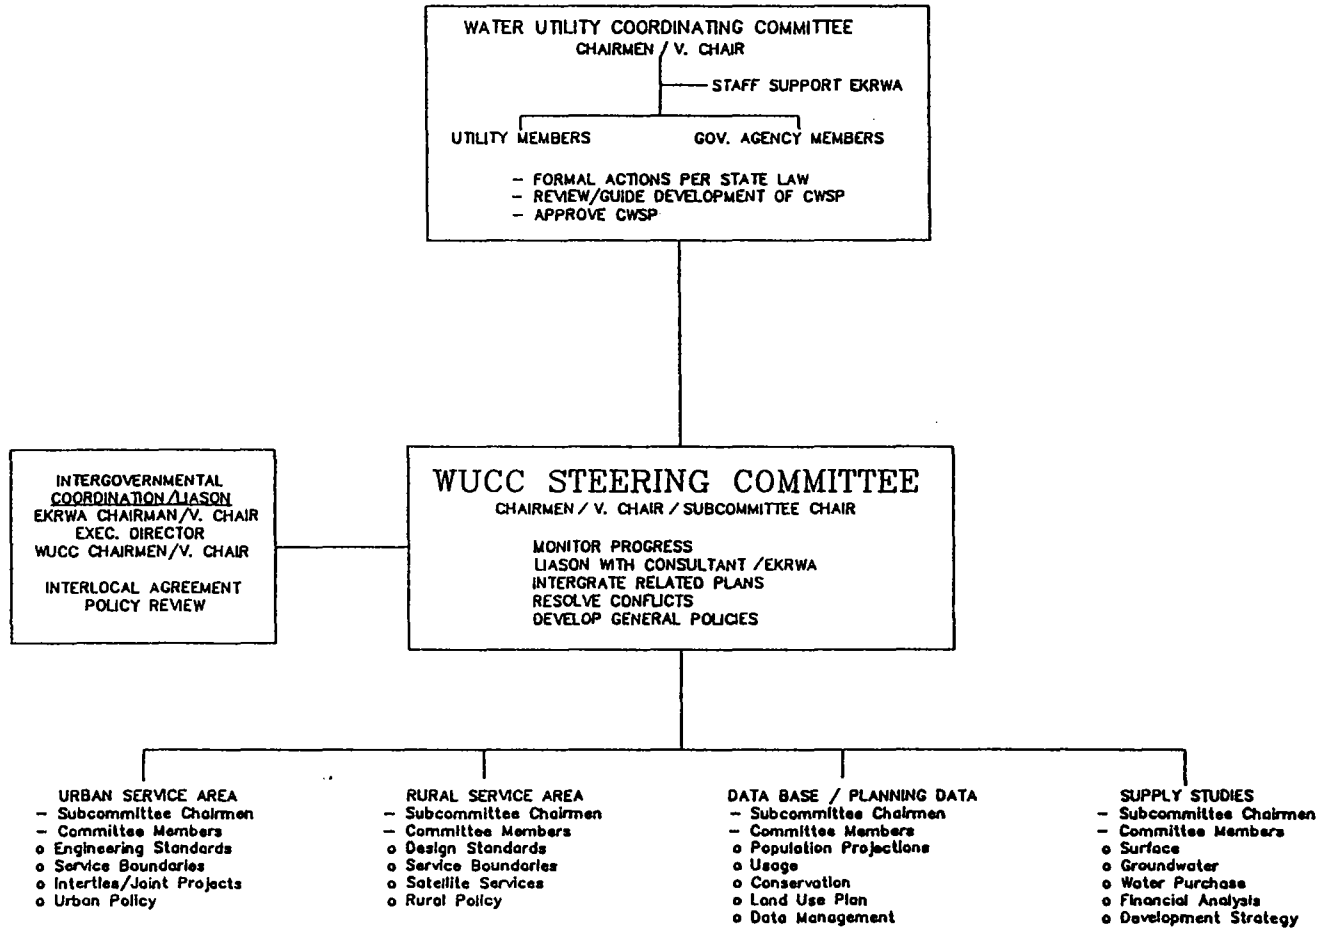 WATER UTILITY COORDINATING COMMITTEE
CHAIRMEN / V. CHAIR
STAFF SUPPORT EKRWA
UTILITY MEMBERS
GOV. AGENCY MEMBERS
– FORMAL ACTIONS PER STATE LAW
– REVIEW/GUIDE DEVELOPMENT OF CWSP
– APPROVE CWSP
INTERGOVERNMENTAL
COORDINATION/LIASON
EKRWA CHAIRMAN/V. CHAIR
EXEC. DIRECTOR
WUCC CHAIRMEN/V. CHAIR
INTERLOCAL AGREEMENT
POLICY REVIEW
WUCC STEERING COMMITTEE
CHAIRMEN / V. CHAIR / SUBCOMMITTEE CHAIR
MONITOR PROGRESS
LIASON WITH CONSULTANT /EKRWA
INTERGRATE RELATED PLANS
RESOLVE CONFLICTS
DEVELOP GENERAL POLICIES
URBAN SERVICE AREA
– Subcommittee Chairmen
– Committee Members
o Engineering Standards
o Service Boundaries
o Interties/Joint Projects
o Urban Policy
RURAL SERVICE AREA
– Subcommittee Chairmen
– Committee Members
o Design Standards
o Service Boundaries
o Satellite Services
o Rural Policy
DATA BASE / PLANNING DATA
– Subcommittee Chairmen
– Committee Members
o Population Projections
o Usage
o Conservation
o Land Use Plan
o Data Management
SUPPLY STUDIES
– Subcommittee Chairmen
– Committee Members
o Surface
o Groundwater
o Water Purchase
o Financial Analysis
o Development Strategy